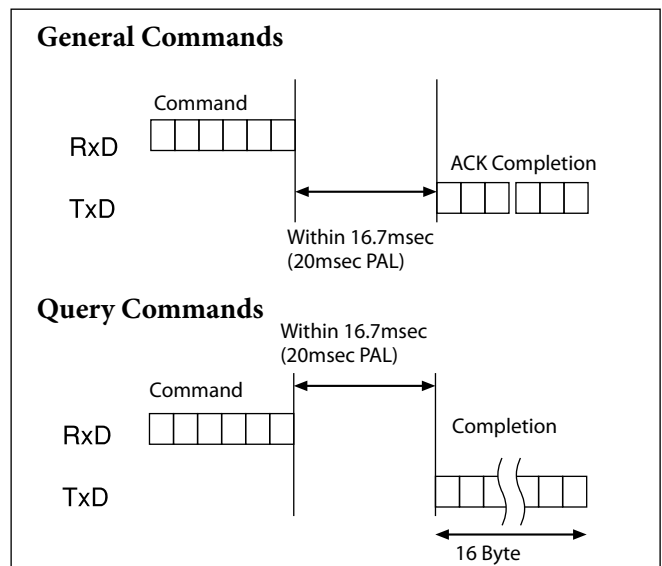 General Commands
Command
RxD
ACK Completion
TxD
Within 16.7msec
(20msec PAL)
Query Commands
Within 16.7msec
(20msec PAL)
Command
Completion
RxD
TxD
16 Byte